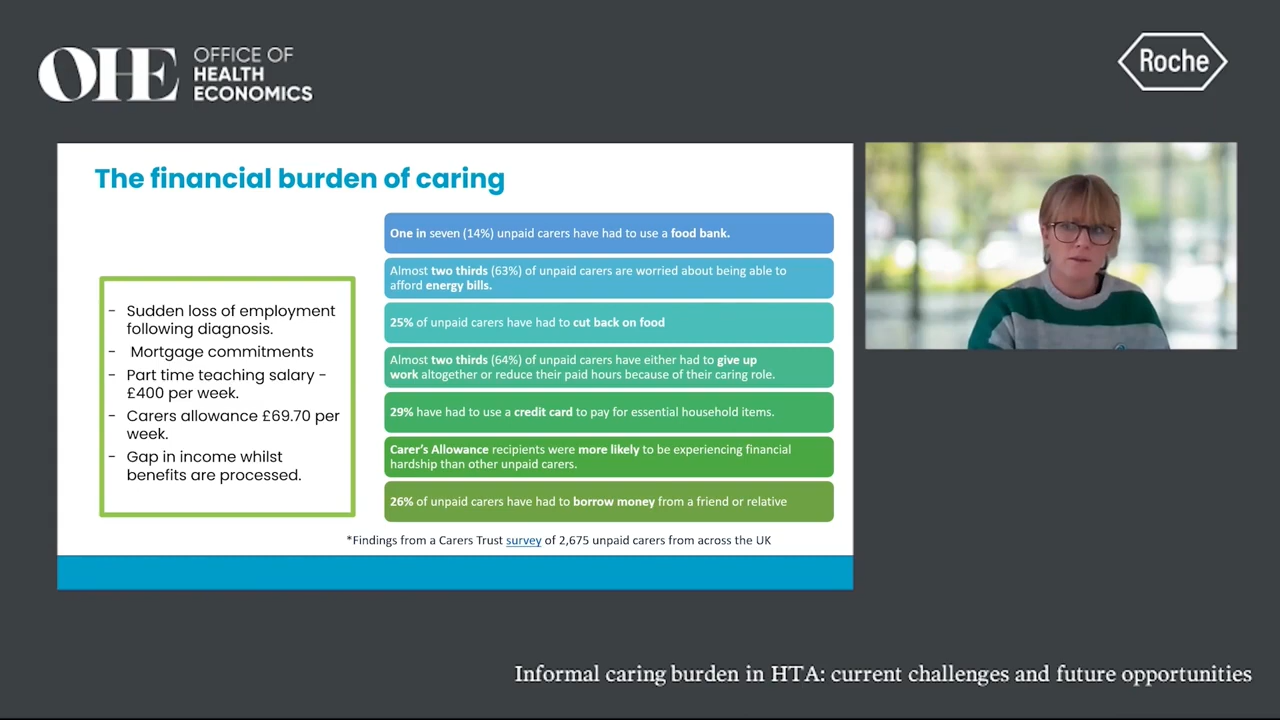 OHE OFFICE OF
HEALTH
ECONOMICS
Roche
The financial burden of caring
- Sudden loss of employment
following diagnosis.
- Mortgage commitments
- Part time teaching salary -
£400 per week.
- Carers allowance £69.70 per
week.
- Gap in income whilst
benefits are processed.
One in seven (14%) unpaid carers have had to use a food bank.
Almost two thirds (63%) of unpaid carers are worried about being able to
afford energy bills.
25% of unpaid carers have had to cut back on food
Almost two thirds (64%) of unpaid carers have either had to give up
work altogether or reduce their paid hours because of their caring role.
29% have had to use a credit card to pay for essential household items.
Carer's Allowance recipients were more likely to be experiencing financial
hardship than other unpaid carers.
26% of unpaid carers have had to borrow money from a friend or relative
*Findings from a Carers Trust survey of 2,675 unpaid carers from across the UK
Informal caring burden in HTA: current challenges and future opportunities